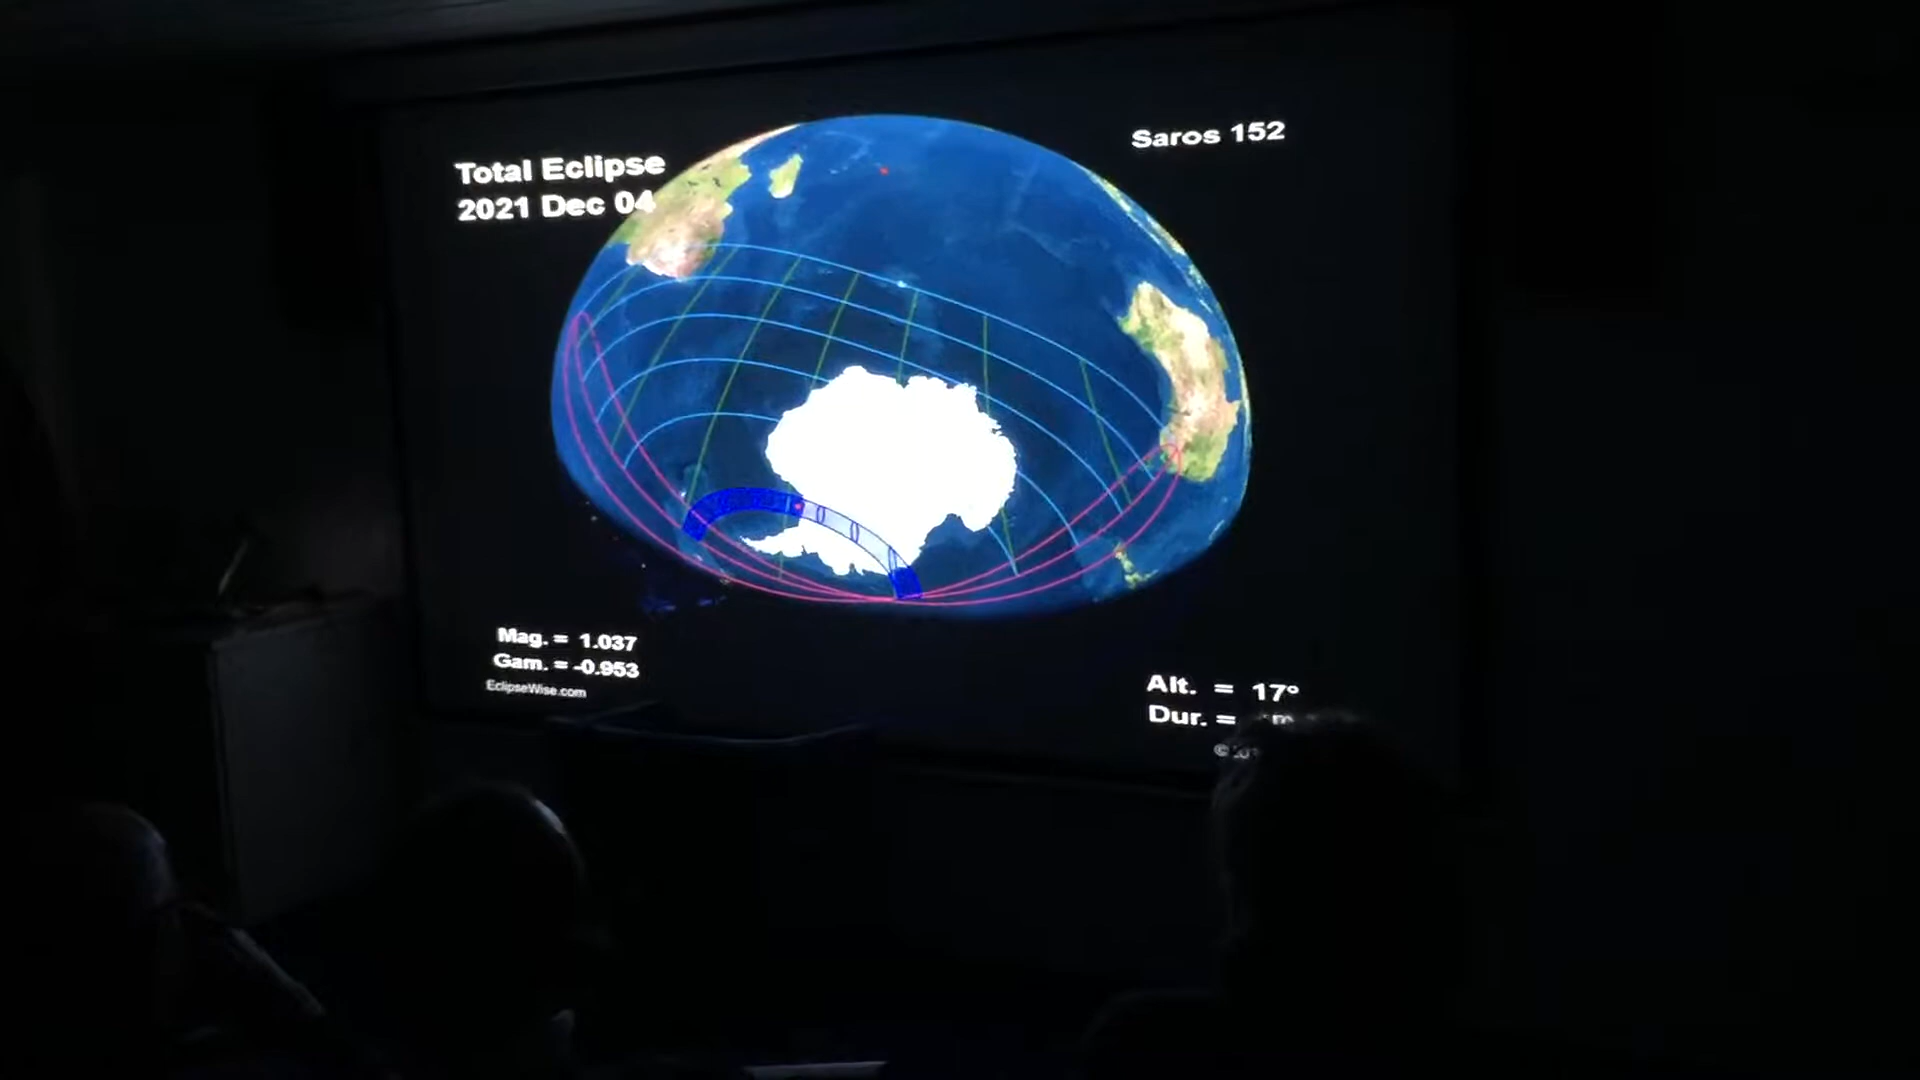 Total Eclipse
2021 Dec 04
Saros 152
Mag. = 1.037
Gam. = -0.953
EclipseWise.com
Alt. = 17°
Dur. = m
©